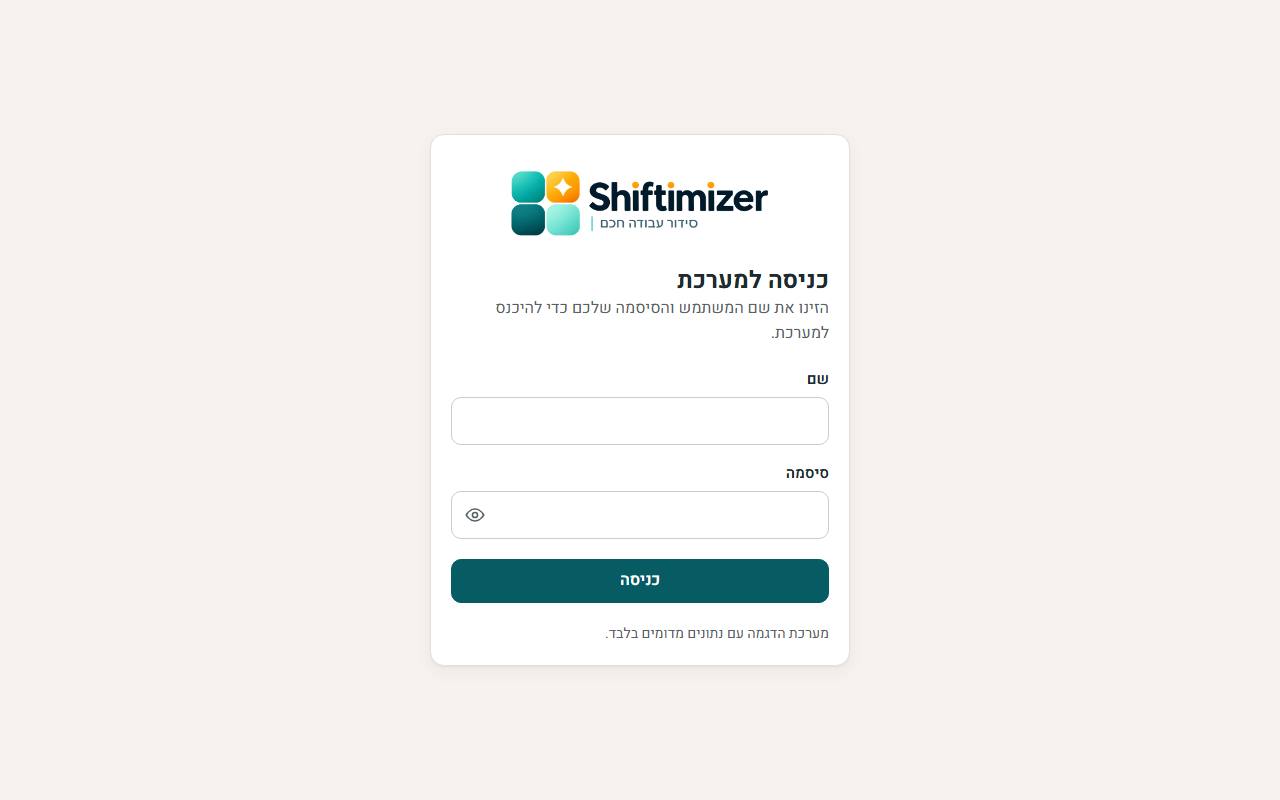 Shiftimizer
סידור עבודה חכם
כניסה למערכת
הזינו את שם המשתמש והסיסמה שלכם כדי להיכנס
למערכת.
שם
סיסמה
כניסה
מערכת הדגמה עם נתונים מדומים בלבד.